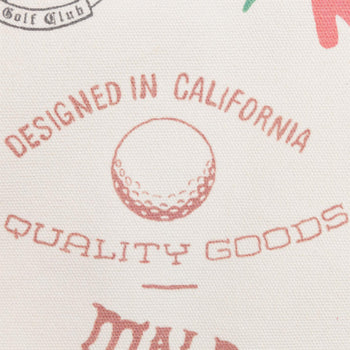 Golf Club
DESIGNED IN CALIFORNIA
QUALITY GOODS